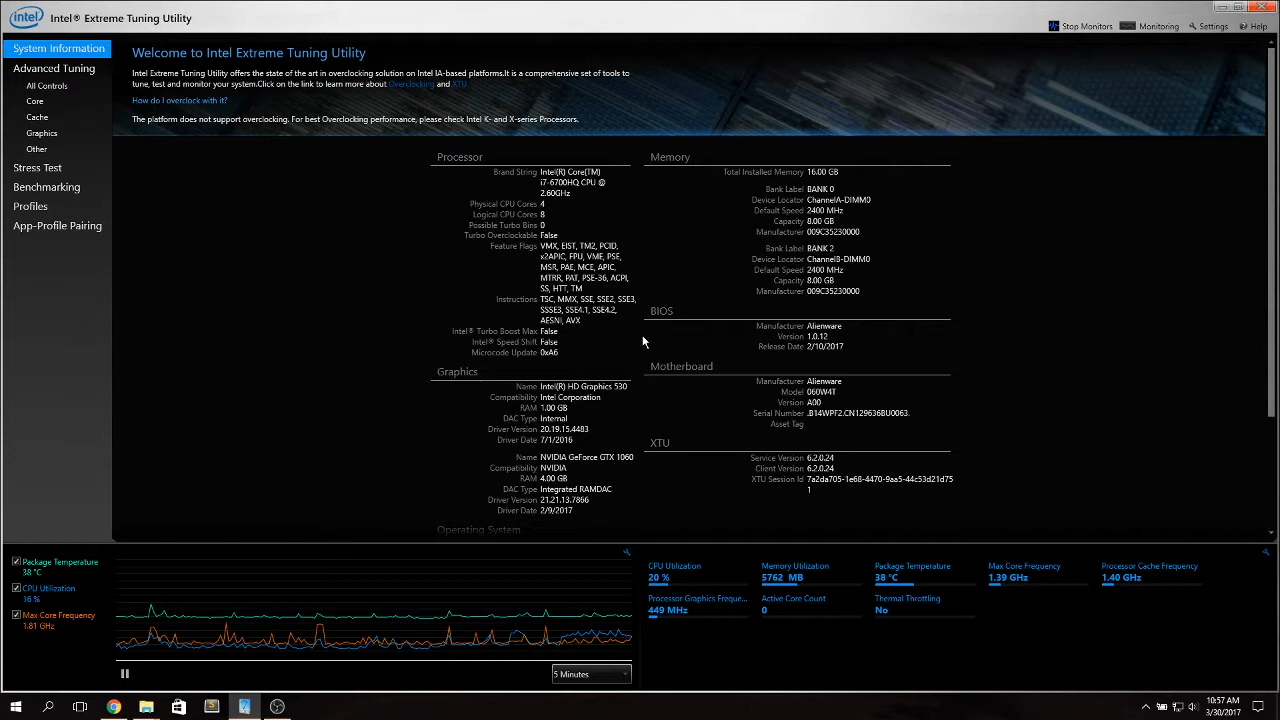 intel
Intel® Extreme Tuning Utility
Stop Monitors
Monitoring
Settings
Help
System Information
Advanced Tuning
All Controls
Core
Cache
Graphics
Other
Stress Test
Benchmarking
Profiles
App-Profile Pairing
Welcome to Intel Extreme Tuning Utility
Intel Extreme Tuning Utility offers the state of the art in overclocking solution on Intel IA-based platforms.It is a comprehensive set of tools to
tune, test and monitor your system.Click on the link to learn more about Overclocking and XTU
How do I overclock with it?
The platform does not support overclocking. For best Overclocking performance, please check Intel K- and X-series Processors.
Processor
Brand String Intel(R) Core(TM)
i7-6700HQ CPU @
2.60GHz
Physical CPU Cores 4
Logical CPU Cores 8
Possible Turbo Bins 0
Turbo Overclockable False
Feature Flags VMX, EIST, TM2, PCID,
x2APIC, FPU, VME, PSE,
MSR, PAE, MCE, APIC,
MTRR, PAT, PSE-36, ACPI,
SS, HTT, TM
Instructions TSC, MMX, SSE, SSE2, SSE3,
SSSE3, SSE4.1, SSE4.2,
AESNI, AVX
Intel® Turbo Boost Max False
Intel® Speed Shift False
Microcode Update 0xA6
Graphics
Name Intel(R) HD Graphics 530
Compatibility Intel Corporation
RAM 1.00 GB
DAC Type Internal
Driver Version 20.19.15.4483
Driver Date 7/1/2016
Name NVIDIA GeForce GTX 1060
Compatibility NVIDIA
RAM 4.00 GB
DAC Type Integrated RAMDAC
Driver Version 21.21.13.7866
Driver Date 2/9/2017
Operating System
Memory
Total Installed Memory 16.00 GB
Bank Label BANK 0
Device Locator ChannelA-DIMM0
Default Speed 2400 MHz
Capacity 8.00 GB
Manufacturer 009C35230000
Bank Label BANK 2
Device Locator ChannelB-DIMM0
Default Speed 2400 MHz
Capacity 8.00 GB
Manufacturer 009C35230000
BIOS
Manufacturer Alienware
Version 1.0.12
Release Date 2/10/2017
Motherboard
Manufacturer Alienware
Model 060W4T
Version A00
Serial Number .B14WPF2.CN129636BU0063.
Asset Tag
XTU
Service Version 6.2.0.24
Client Version 6.2.0.24
XTU Session Id 7a2da705-1e68-4470-9aa5-44c53d21d75
1
Package Temperature
38 °C
CPU Utilization
16 %
Max Core Frequency
1.81 GHz
5 Minutes
CPU Utilization
20 %
Memory Utilization
5762 MB
Package Temperature
38 °C
Max Core Frequency
1.39 GHz
Processor Cache Frequency
1.40 GHz
Processor Graphics Freque...
449 MHz
Active Core Count
0
Thermal Throttling
No
10:57 AM
3/30/2017